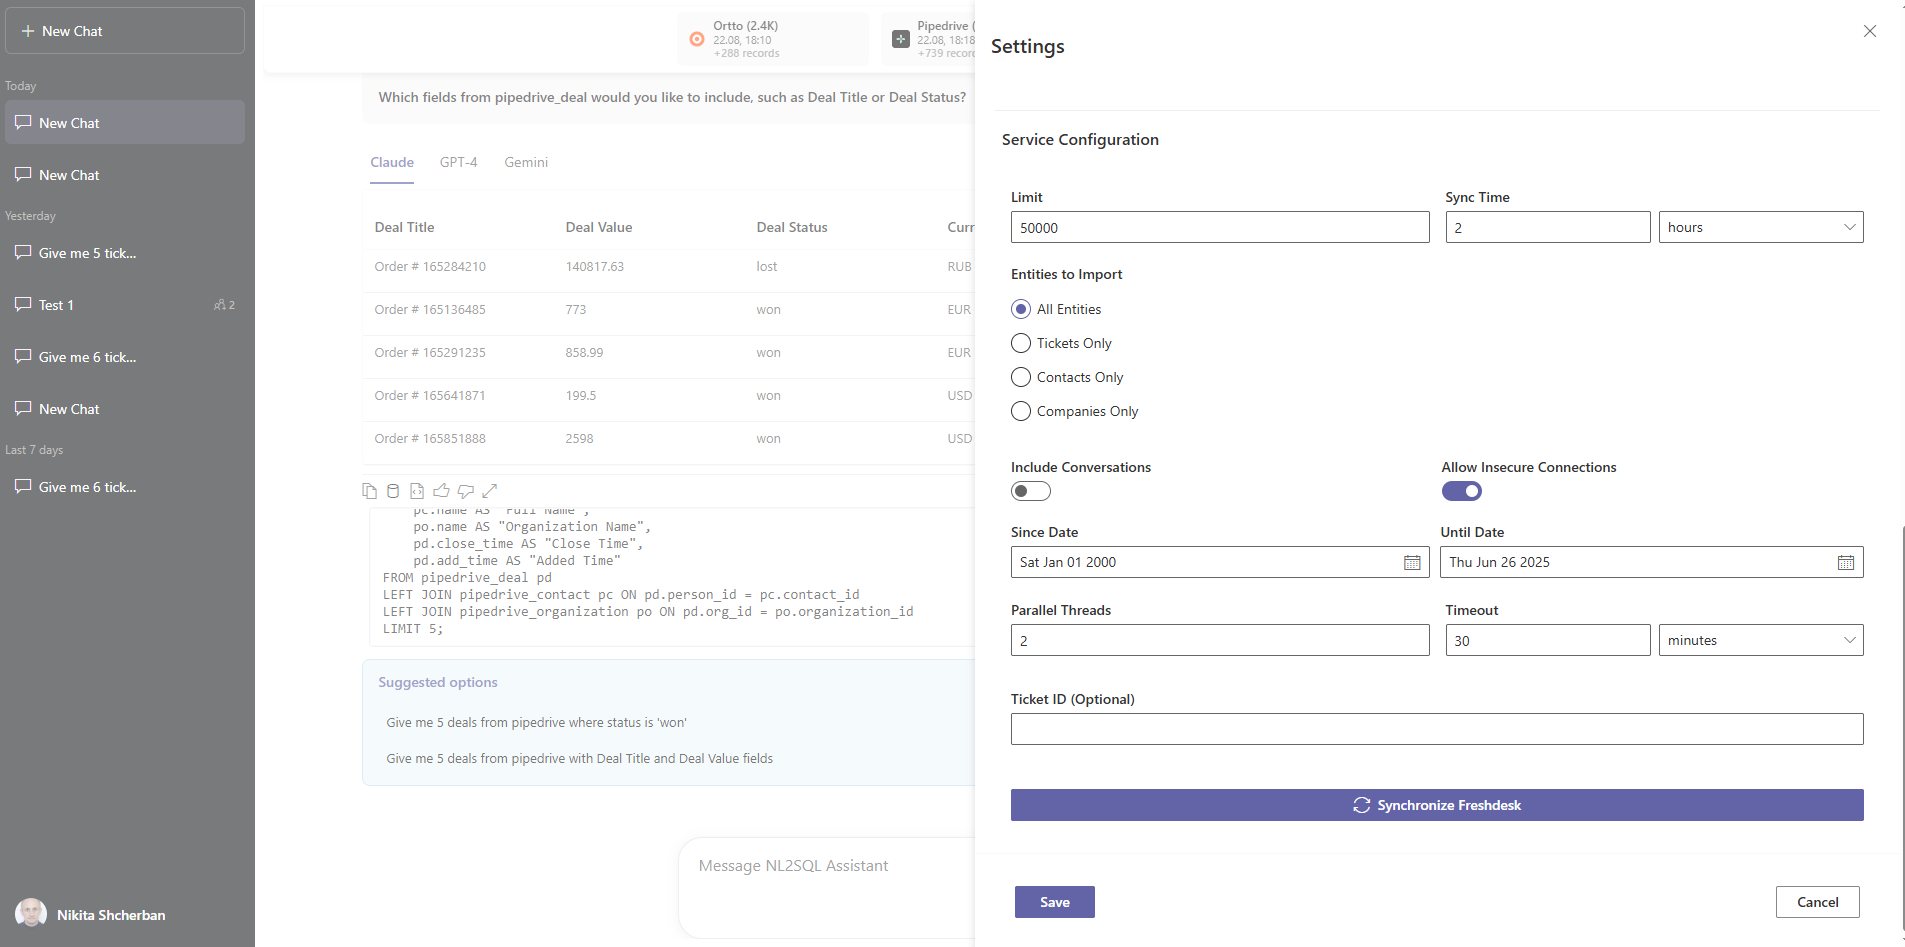 New Chat
Today
New Chat
New Chat
Yesterday
Give me 5 tick...
Test 1
2
Give me 6 tick...
New Chat
Last 7 days
Give me 6 tick...
Nikita Shcherban
Ortto (2.4K)
22.08, 18:10
+288 records
Pipedrive (
22.08, 18:18
+739 recor
Which fields from pipedrive_deal would you like to include, such as Deal Title or Deal Status?
Claude GPT-4 Gemini
Deal Title Deal Value Deal Status Curr
Order # 165284210 140817.63 lost RUB
Order # 165136485 773 won EUR
Order # 165291235 858.99 won EUR
Order # 165641871 199.5 won USD
Order # 165851888 2598 won USD
pc.name AS "Full Name",
po.name AS "Organization Name",
pd.close_time AS "Close Time",
pd.add_time AS "Added Time"
FROM pipedrive_deal pd
LEFT JOIN pipedrive_contact pc ON pd.person_id = pc.contact_id
LEFT JOIN pipedrive_organization po ON pd.org_id = po.organization_id
LIMIT 5;
Suggested options
Give me 5 deals from pipedrive where status is 'won'
Give me 5 deals from pipedrive with Deal Title and Deal Value fields
Message NL2SQL Assistant
Settings
Service Configuration
Limit
50000
Sync Time
2
hours
Entities to Import
All Entities
Tickets Only
Contacts Only
Companies Only
Include Conversations
Allow Insecure Connections
Since Date
Sat Jan 01 2000
Until Date
Thu Jun 26 2025
Parallel Threads
2
Timeout
30
minutes
Ticket ID (Optional)
Synchronize Freshdesk
Save
Cancel